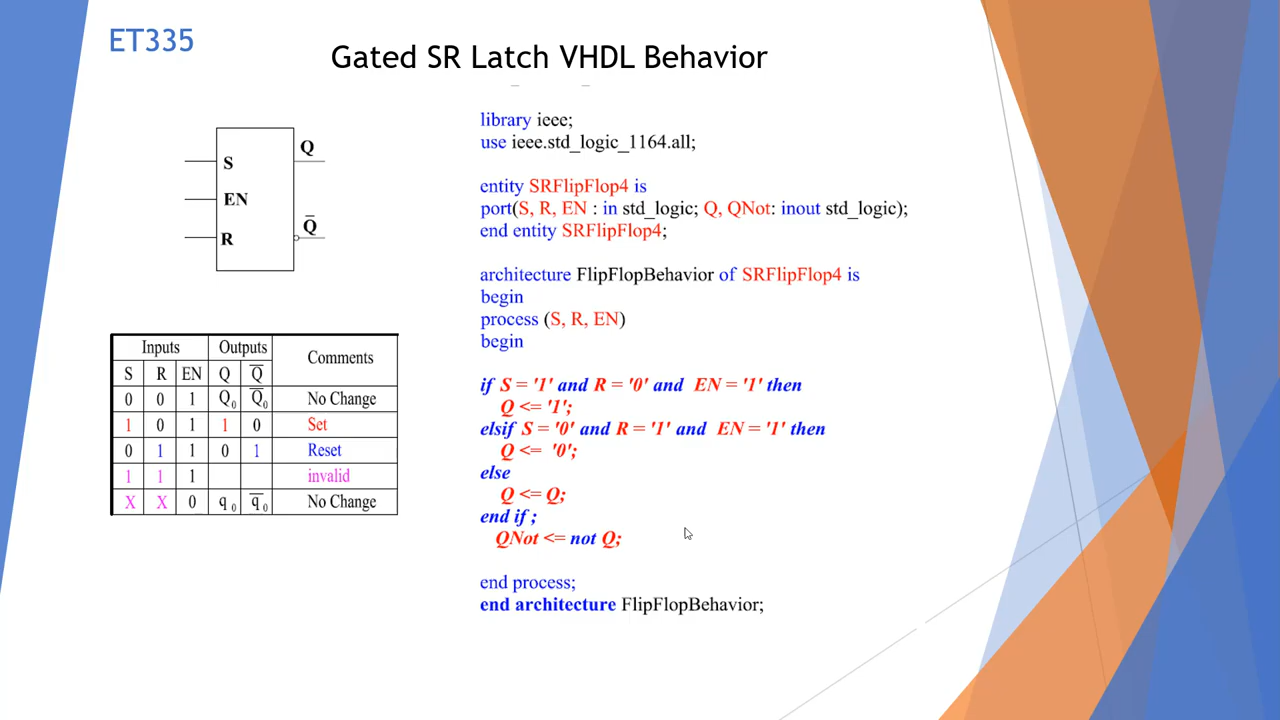 ET335
Gated SR Latch VHDL Behavior
S
EN
R
Q
Q̅
Inputs Outputs Comments
S R EN Q Q̅
0 0 1 Q₀ Q̅₀ No Change
1 0 1 1 0 Set
0 1 1 0 1 Reset
1 1 1 invalid
X X 0 q₀ q̅₀ No Change
library ieee;
use ieee.std_logic_1164.all;
entity SRFlipFlop4 is
port(S, R, EN : in std_logic; Q, QNot: inout std_logic);
end entity SRFlipFlop4;
architecture FlipFlopBehavior of SRFlipFlop4 is
begin
process (S, R, EN)
begin
if S = '1' and R = '0' and EN = '1' then
Q <= '1';
elsif S = '0' and R = '1' and EN = '1' then
Q <= '0';
else
Q <= Q;
end if ;
QNot <= not Q;
end process;
end architecture FlipFlopBehavior;